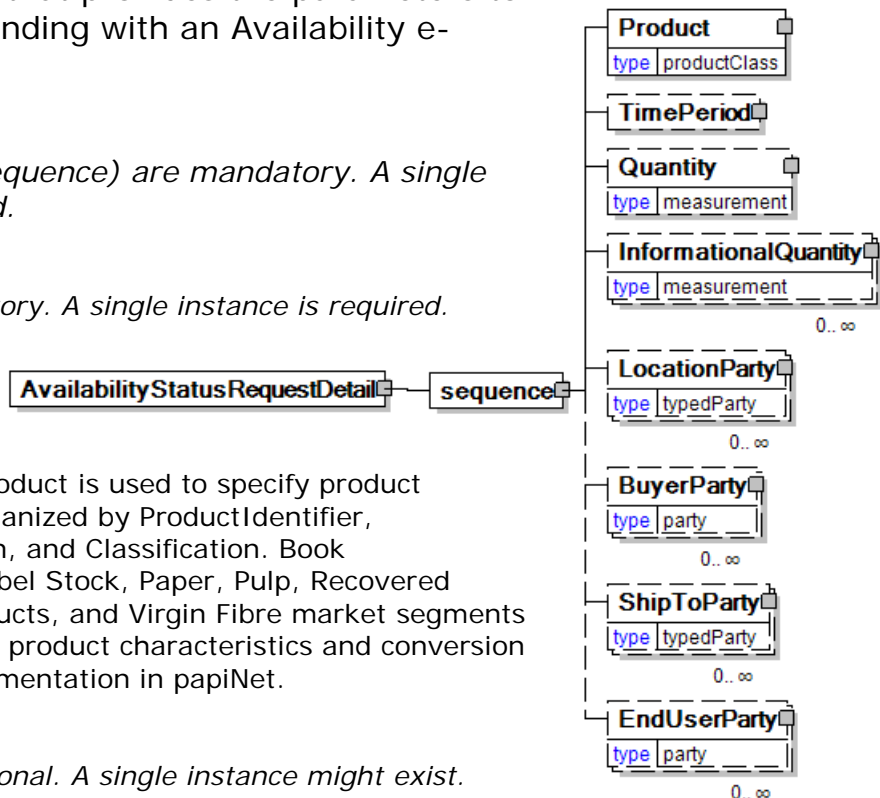 nding with an Availability e-
equence) are mandatory. A single
d.
ory. A single instance is required.
AvailabilityStatusRequestDetail
sequence
oduct is used to specify product
anized by ProductIdentifier,
n, and Classification. Book
bel Stock, Paper, Pulp, Recovered
ucts, and Virgin Fibre market segments
product characteristics and conversion
mentation in papiNet.
onal. A single instance might exist.
Product
type productClass
TimePeriod
Quantity
type measurement
InformationalQuantity
type measurement
0.. ∞
LocationParty
type typedParty
0.. ∞
BuyerParty
type party
0.. ∞
ShipToParty
type typedParty
0.. ∞
EndUserParty
type party
0.. ∞